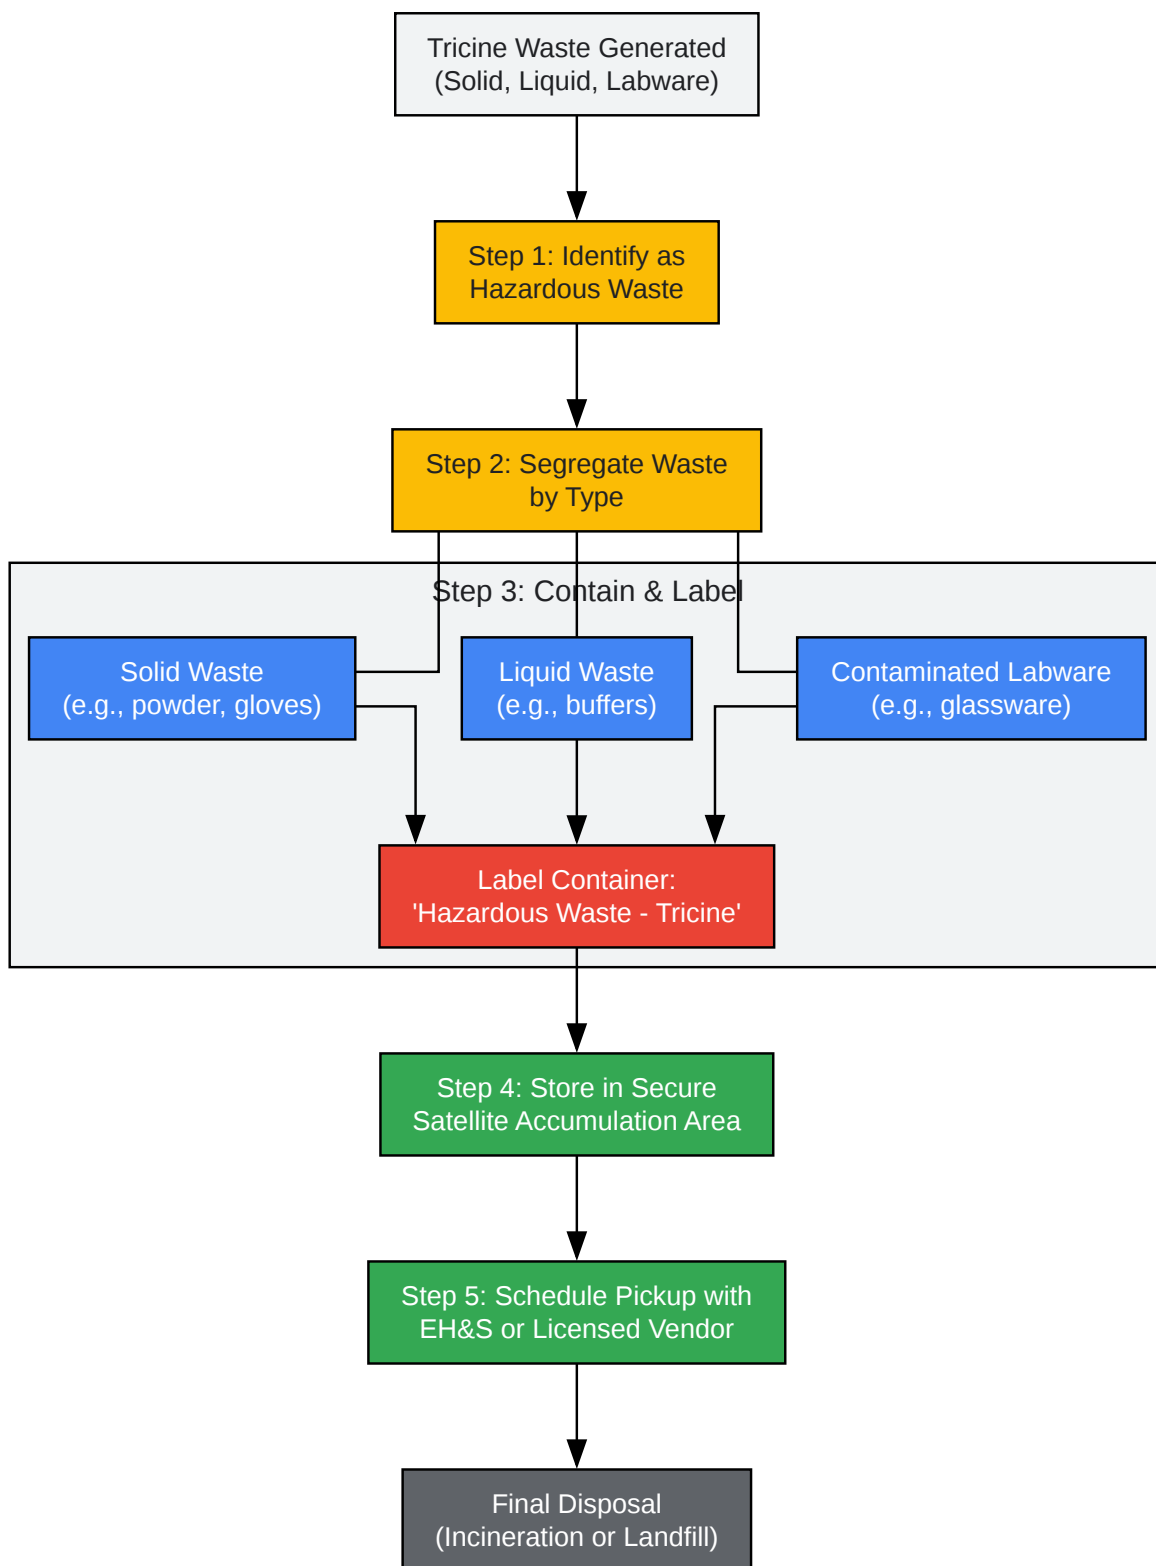 Tricine Waste Generated
(Solid, Liquid, Labware)
Step 1: Identify as
Hazardous Waste
Step 2: Segregate Waste
by Type
Step 3: Contain & Label
Solid Waste
(e.g., powder, gloves)
Liquid Waste
(e.g., buffers)
Contaminated Labware
(e.g., glassware)
Label Container:
'Hazardous Waste - Tricine'
Step 4: Store in Secure
Satellite Accumulation Area
Step 5: Schedule Pickup with
EH&S or Licensed Vendor
Final Disposal
(Incineration or Landfill)